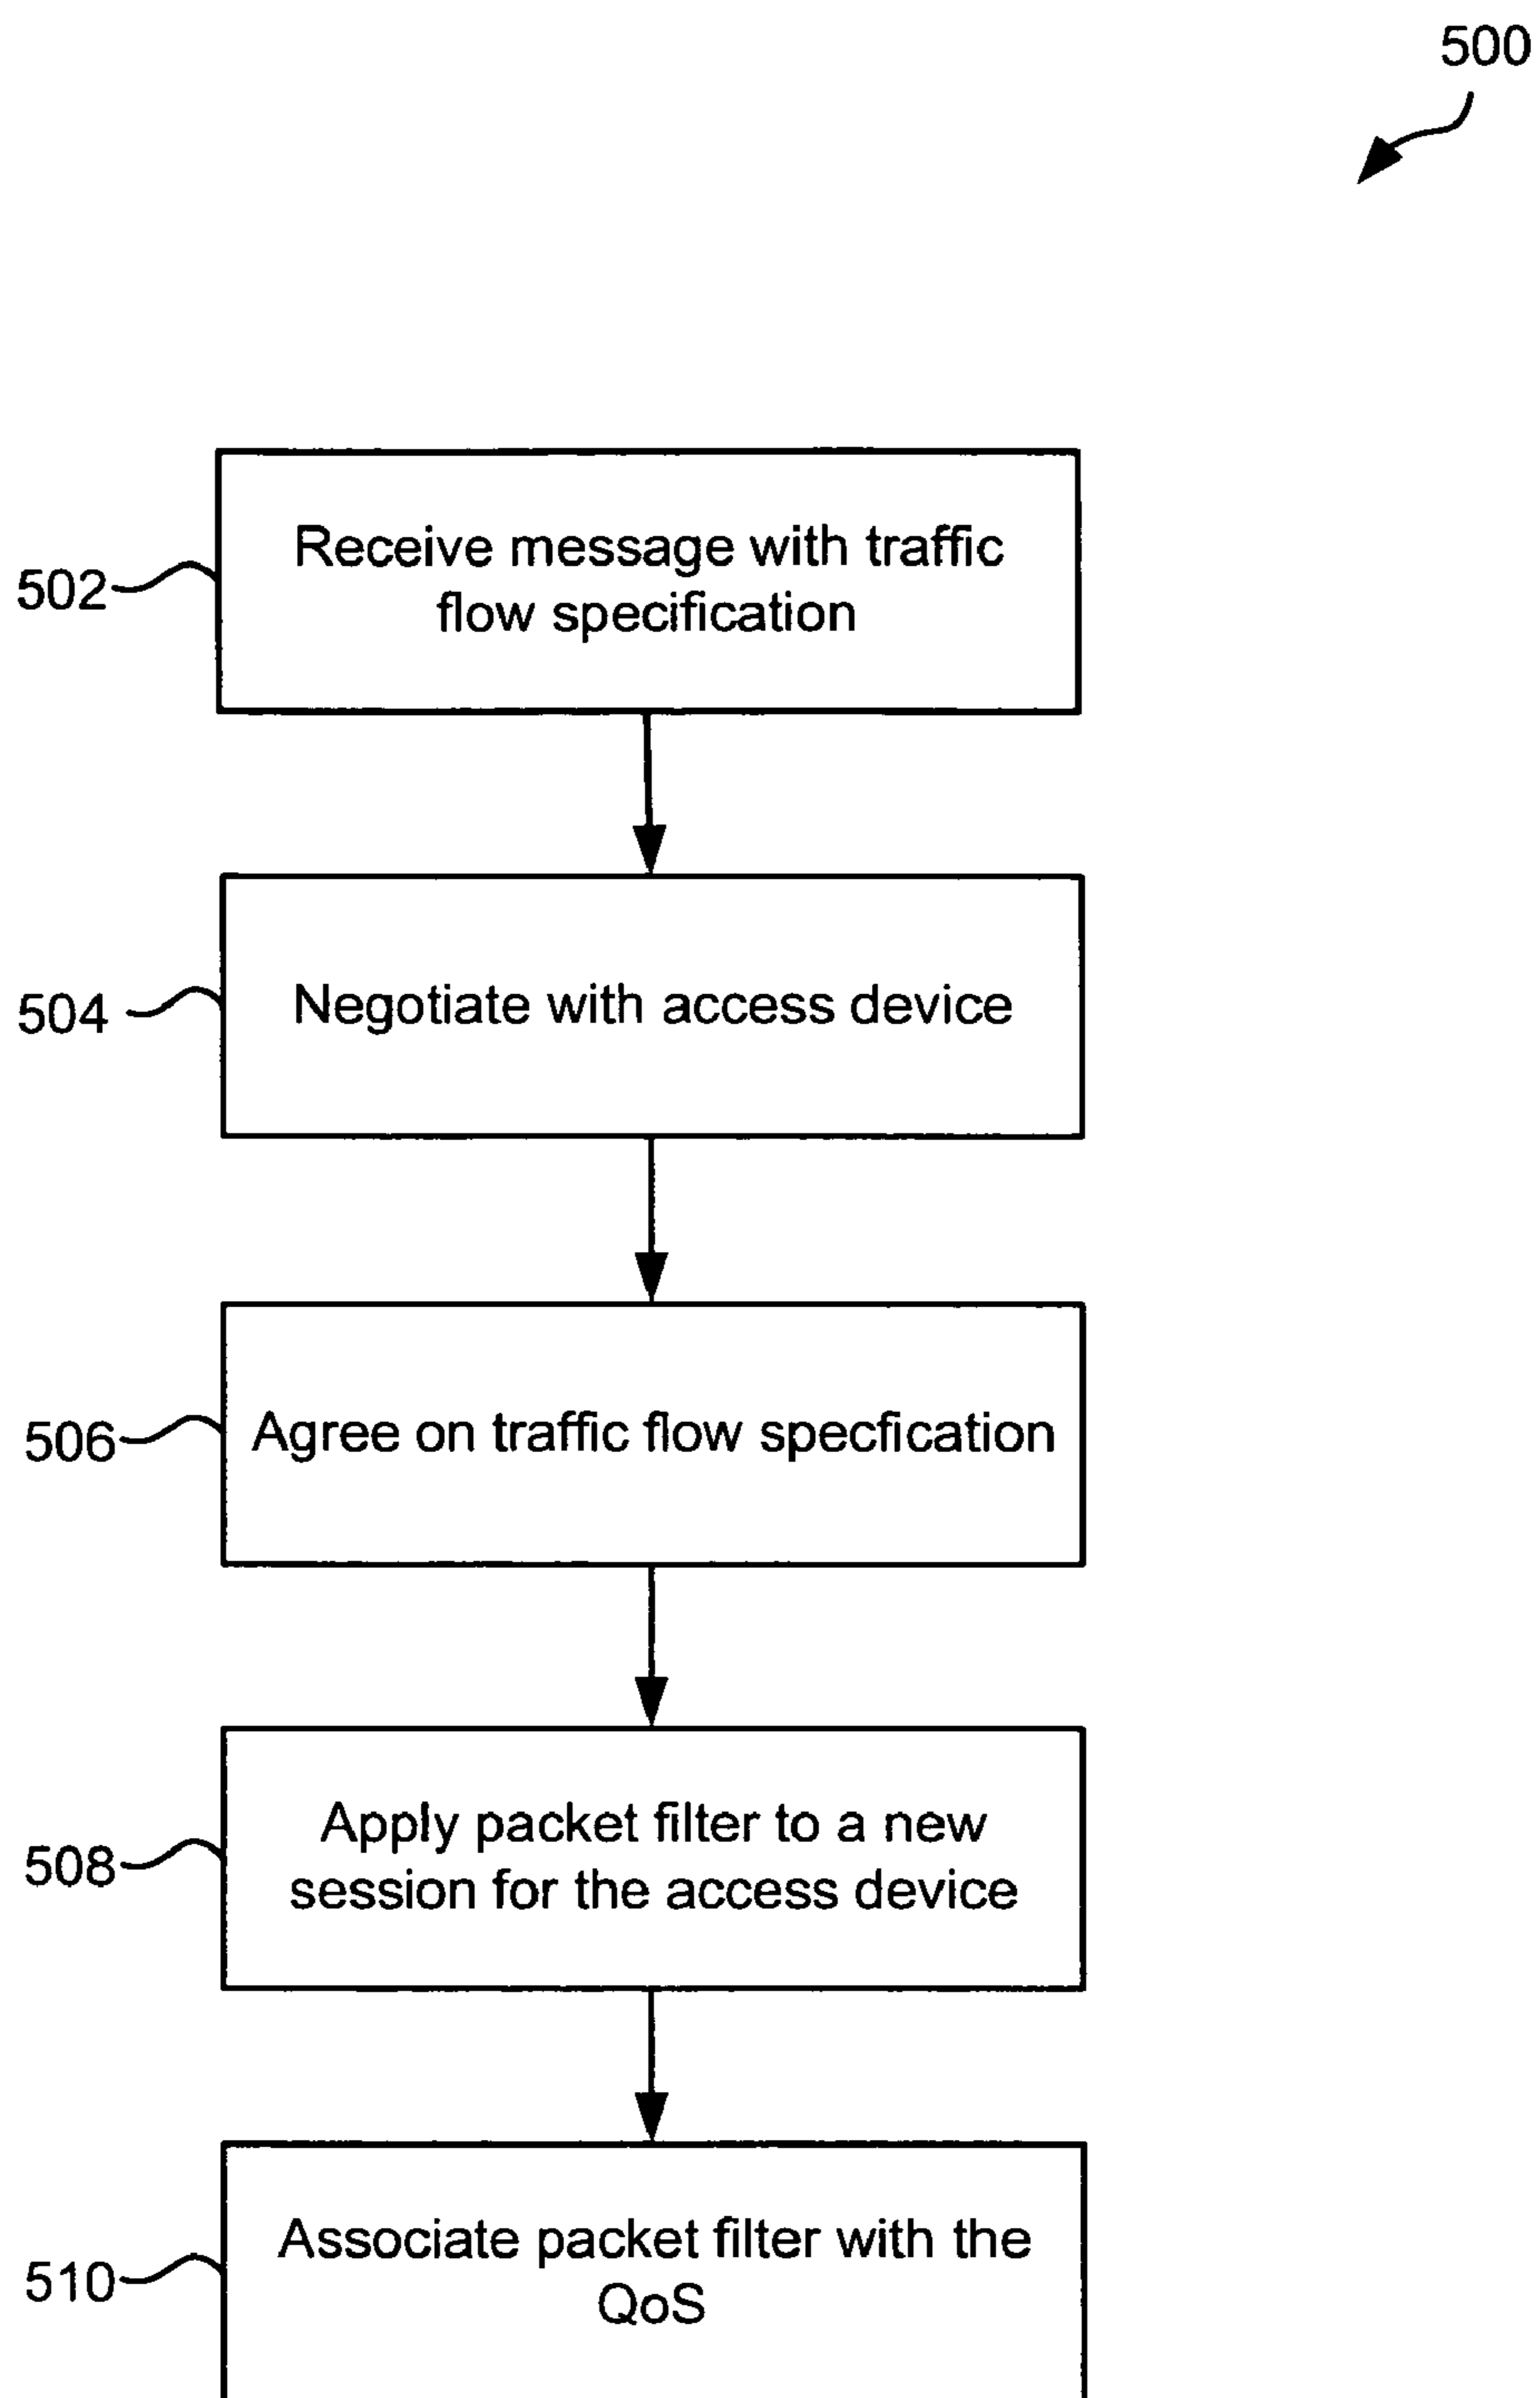 500
502
Receive message with traffic
flow specification
504
Negotiate with access device
506
Agree on traffic flow specfication
508
Apply packet filter to a new
session for the access device
510
Associate packet filter with the
QoS